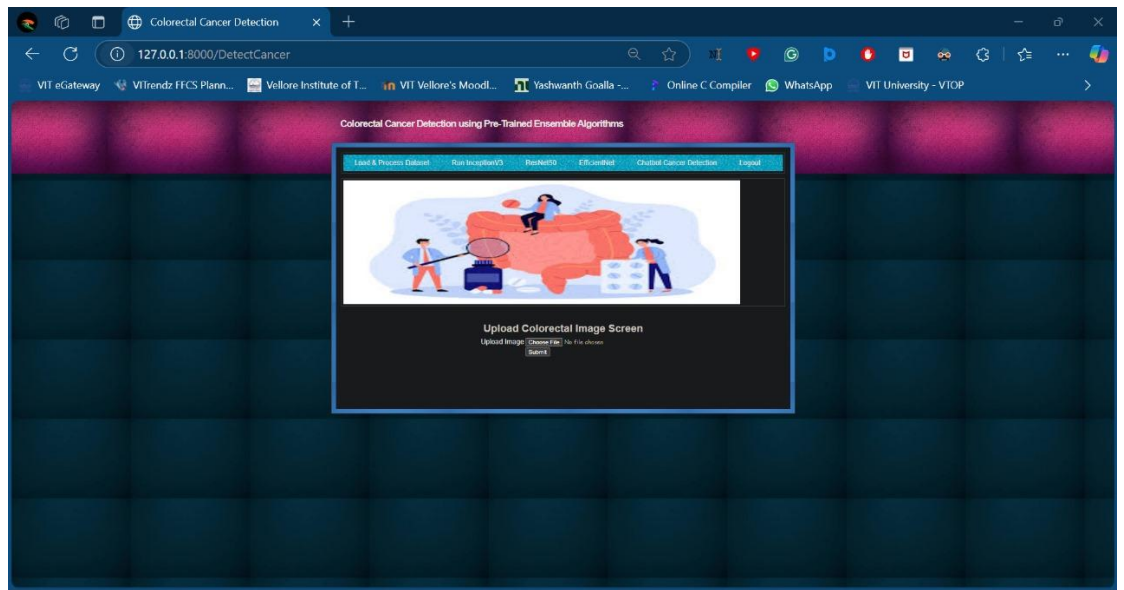 Colorectal Cancer Detection
127.0.0.1:8000/DetectCancer
VIT eGateway VITrendz FFCS Plann... Vellore Institute of T... VIT Vellore's Moodl... Yashwanth Goalla -... Online C Compiler WhatsApp VIT University - VTOP
Colorectal Cancer Detection using Pre-Trained Ensemble Algorithms
Load & Process Dataset Run InceptionV3 ResNet50 EfficientNet Chatbot Cancer Detection Logout
Upload Colorectal Image Screen
Upload Image Choose File No file chosen
Submit